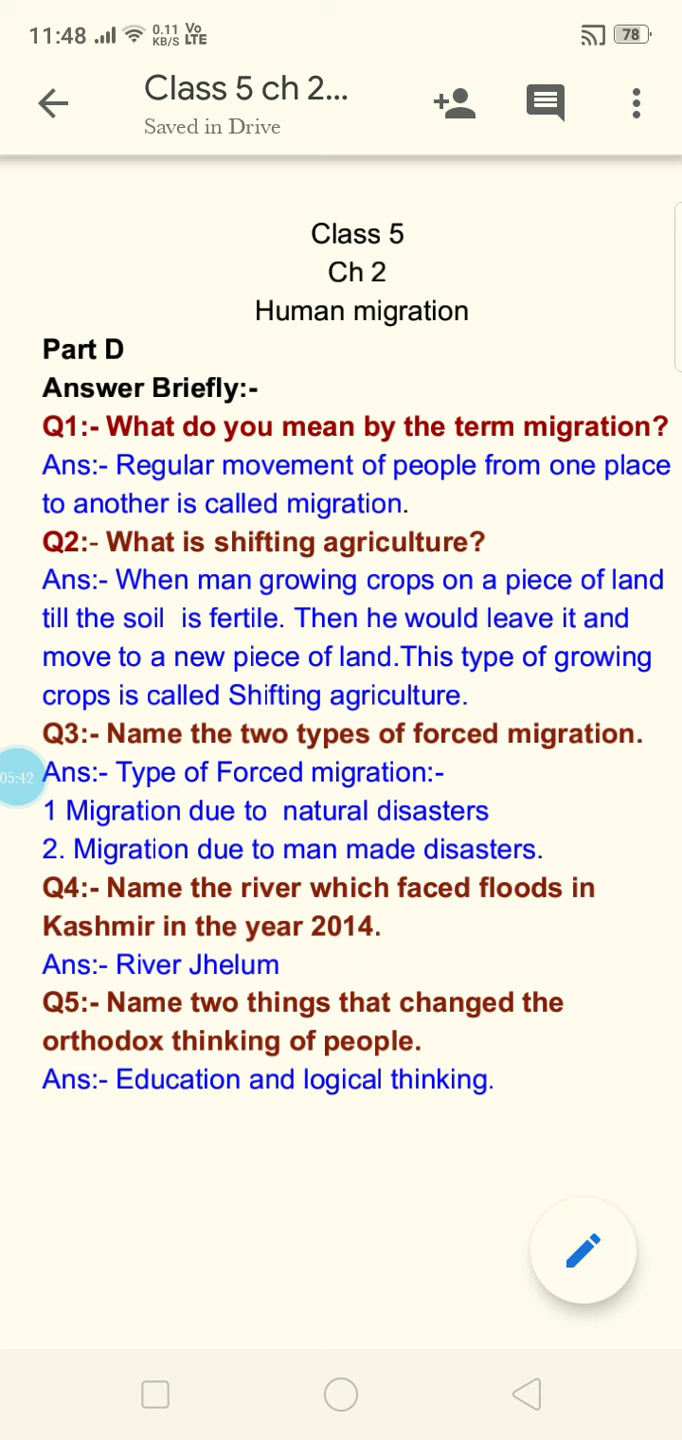 11:48 0.11 KB/S Vo LTE 78
Class 5 ch 2...
Saved in Drive
Class 5
Ch 2
Human migration
Part D
Answer Briefly:-
Q1:- What do you mean by the term migration?
Ans:- Regular movement of people from one place
to another is called migration.
Q2:- What is shifting agriculture?
Ans:- When man growing crops on a piece of land
till the soil  is fertile. Then he would leave it and
move to a new piece of land.This type of growing
crops is called Shifting agriculture.
Q3:- Name the two types of forced migration.
05:42
Ans:- Type of Forced migration:-
1 Migration due to  natural disasters
2. Migration due to man made disasters.
Q4:- Name the river which faced floods in
Kashmir in the year 2014.
Ans:- River Jhelum
Q5:- Name two things that changed the
orthodox thinking of people.
Ans:- Education and logical thinking.